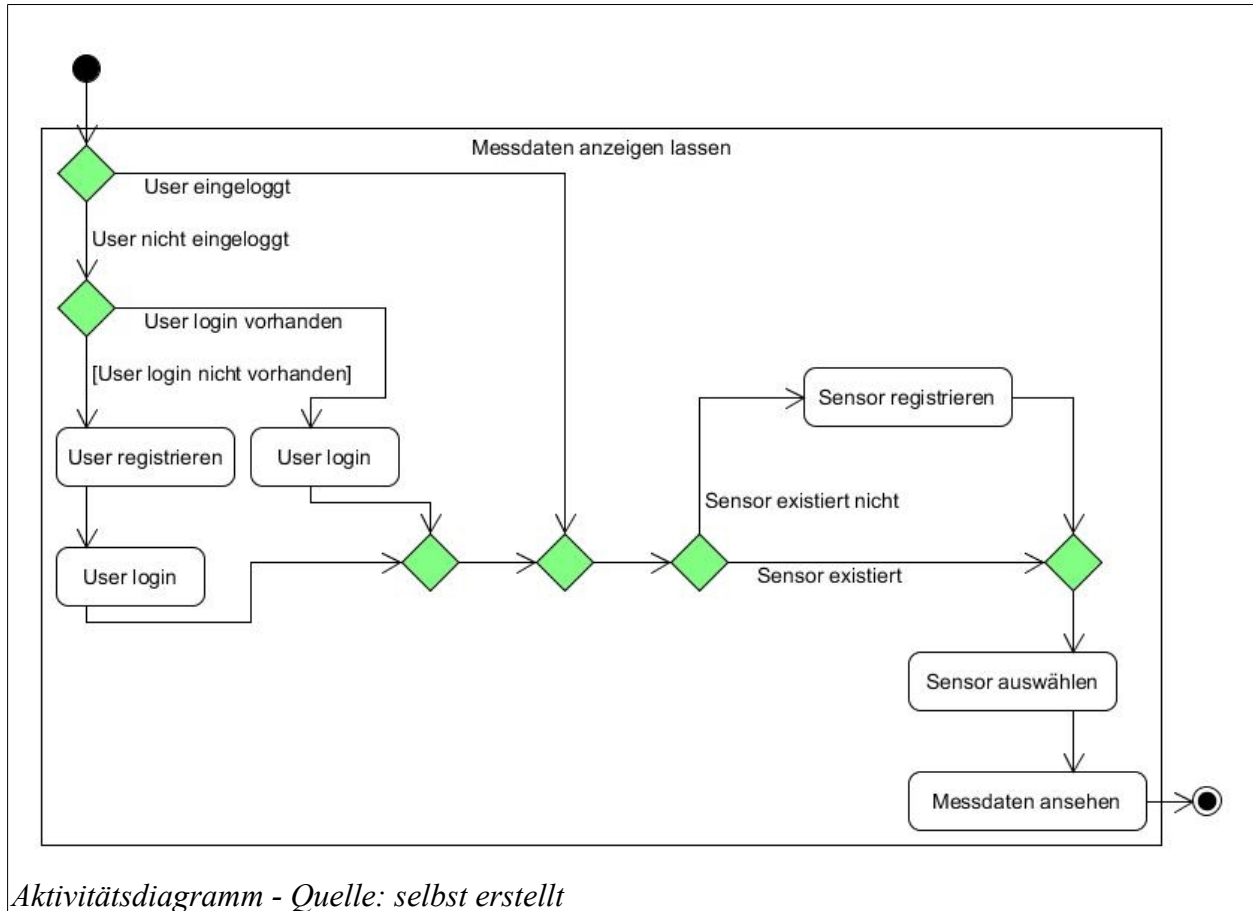 Messdaten anzeigen lassen
User eingeloggt
User nicht eingeloggt
User login vorhanden
[User login nicht vorhanden]
Sensor registrieren
User registrieren
User login
Sensor existiert nicht
User login
Sensor existiert
Sensor auswählen
Messdaten ansehen
Aktivitätsdiagramm - Quelle: selbst erstellt